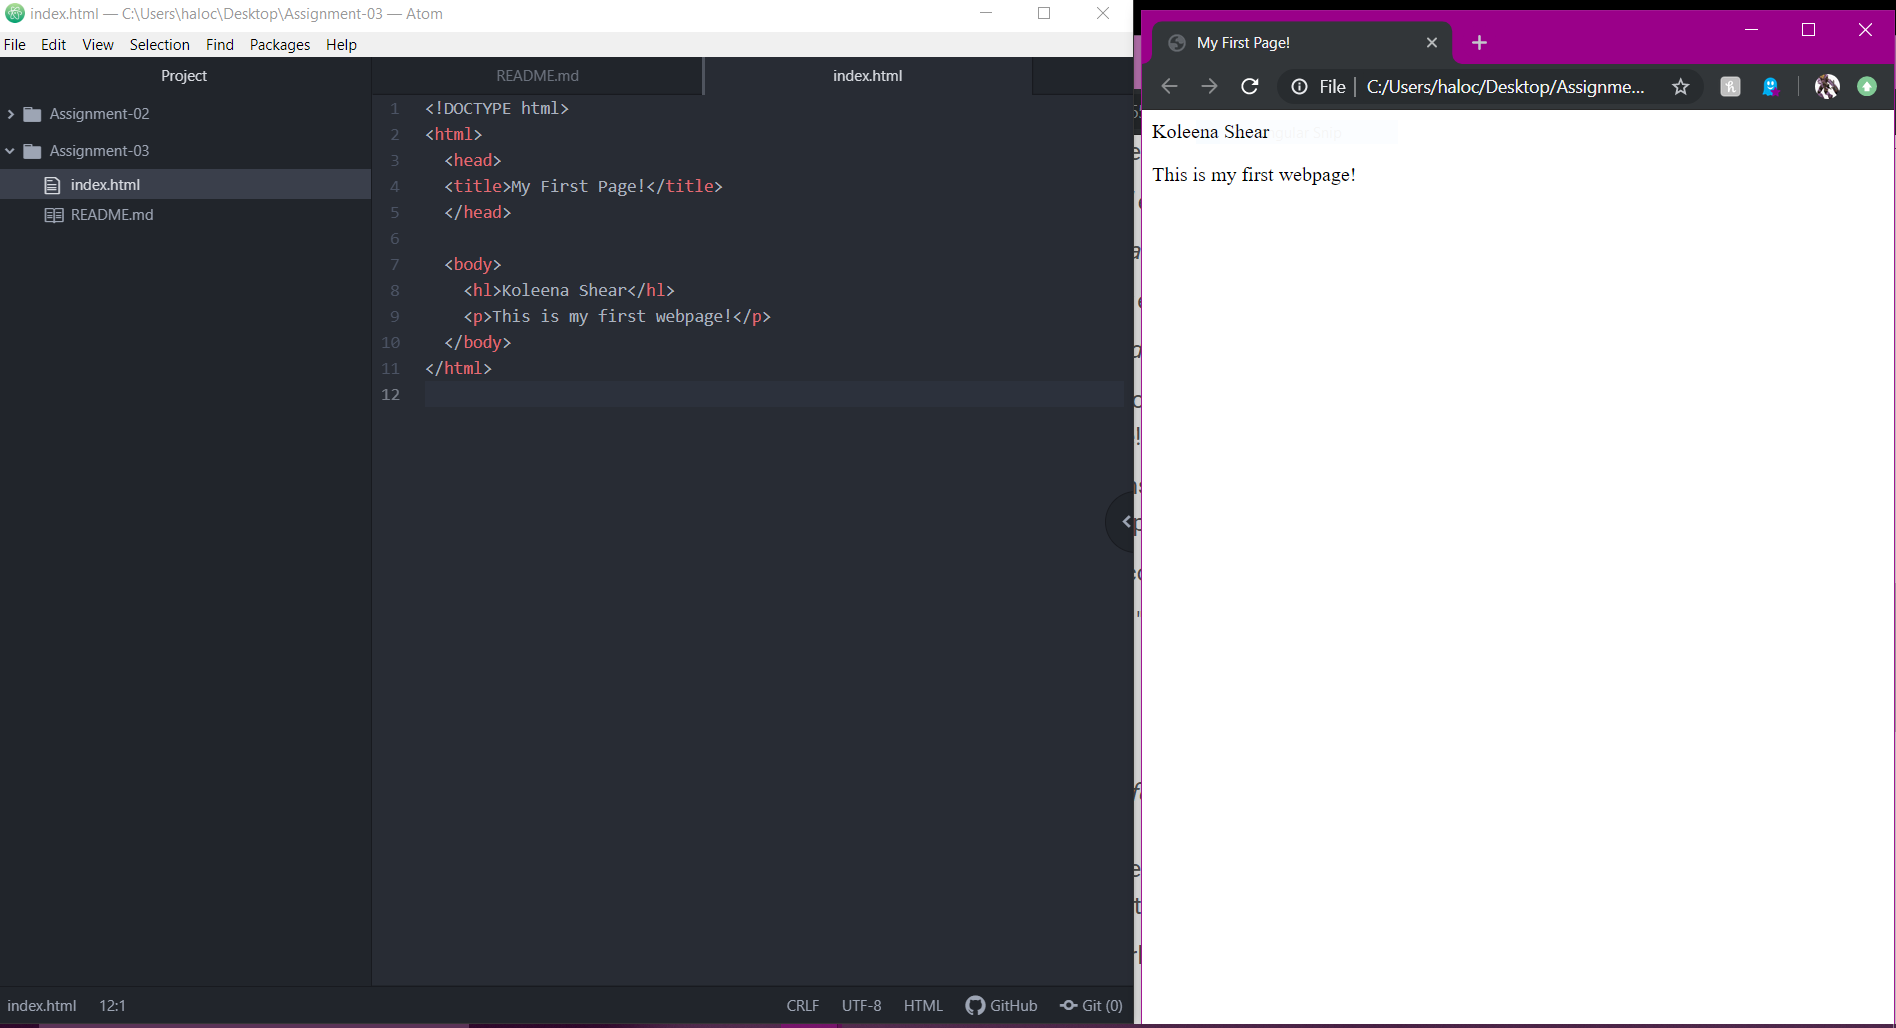 index.html — C:\Users\haloc\Desktop\Assignment-03 — Atom
File Edit View Selection Find Packages Help
Project
Assignment-02
Assignment-03
index.html
README.md
README.md
index.html
1 <!DOCTYPE html>
2 <html>
3 <head>
4 <title>My First Page!</title>
5 </head>
6
7 <body>
8 <hl>Koleena Shear</hl>
9 <p>This is my first webpage!</p>
10 </body>
11 </html>
12
index.html 12:1
CRLF UTF-8 HTML GitHub Git (0)
My First Page!
File C:/Users/haloc/Desktop/Assignme...
Koleena Shear
This is my first webpage!